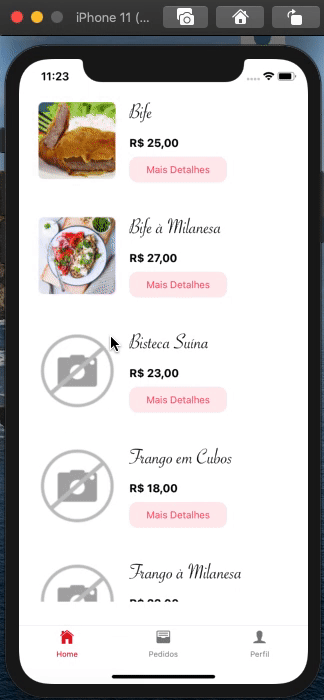 iPhone 11 (...
11:23
Bife
R$ 25,00
Mais Detalhes
Bife à Milanesa
R$ 27,00
Mais Detalhes
Bisteca Suína
R$ 23,00
Mais Detalhes
Frango em Cubos
R$ 18,00
Mais Detalhes
Frango à Milanesa
Home
Pedidos
Perfil